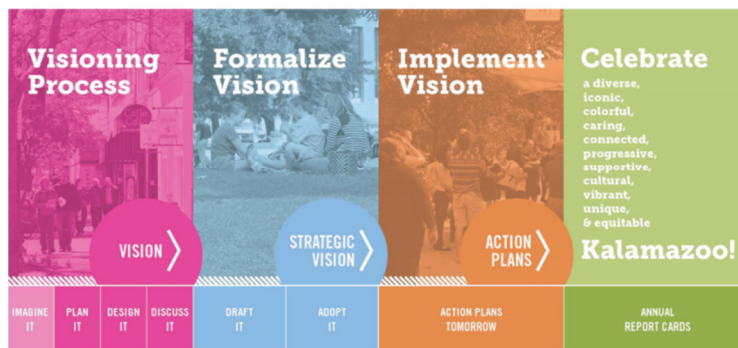 Visioning
Process
Formalize
Vision
Implement
Vision
Celebrate
a diverse,
iconic,
colorful,
caring,
connected,
progressive,
supportive,
cultural,
vibrant,
unique,
& equitable
Kalamazoo!
VISION
STRATEGIC
VISION
ACTION
PLANS
IMAGINE
IT
PLAN
IT
DESIGN
IT
DISCUSS
IT
DRAFT
IT
ADOPT
IT
ACTION PLANS
TOMORROW
ANNUAL
REPORT CARDS